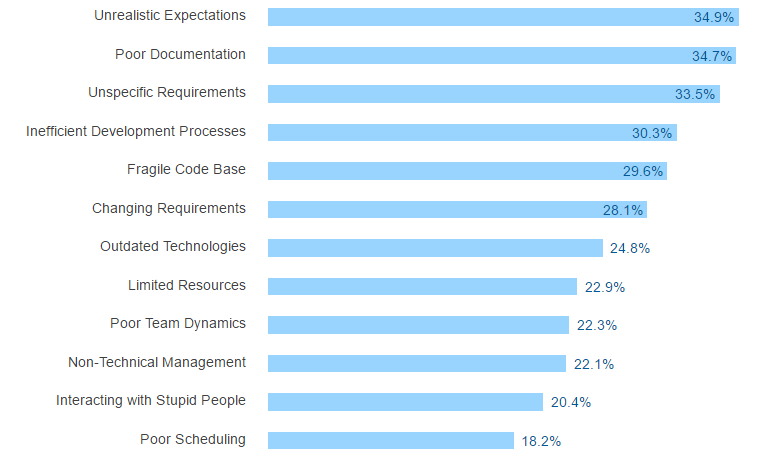 Unrealistic Expectations 34.9%
Poor Documentation 34.7%
Unspecific Requirements 33.5%
Inefficient Development Processes 30.3%
Fragile Code Base 29.6%
Changing Requirements 28.1%
Outdated Technologies 24.8%
Limited Resources 22.9%
Poor Team Dynamics 22.3%
Non-Technical Management 22.1%
Interacting with Stupid People 20.4%
Poor Scheduling 18.2%